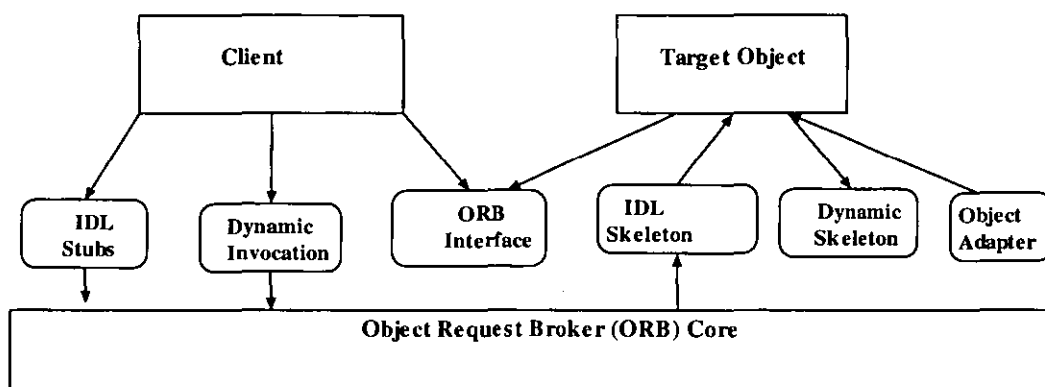 Client
Target Object
IDL
Stubs
Dynamic
Invocation
ORB
Interface
IDL
Skeleton
Dynamic
Skeleton
Object
Adapter
Object Request Broker (ORB) Core